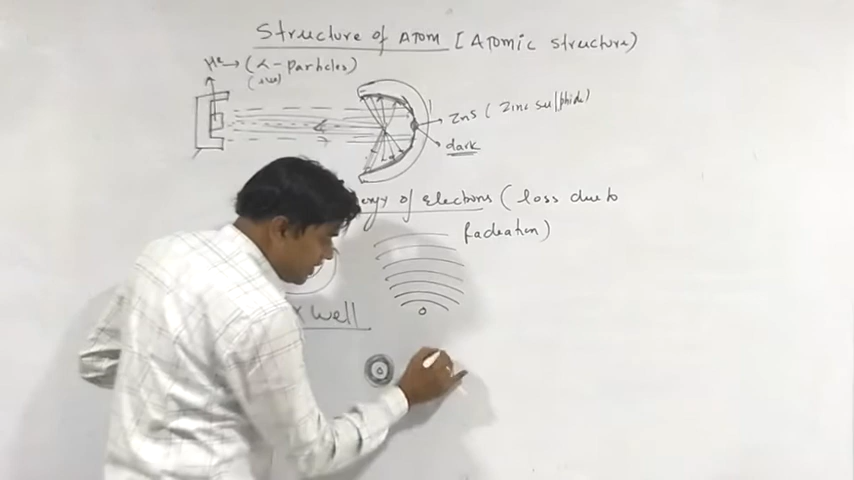 Structure of ATOM [ATOMIC Structure)
He → (α-Particles)
ZnS (Zinc sulphide)
dark
of Electrons (loss due to
Radiation)
well